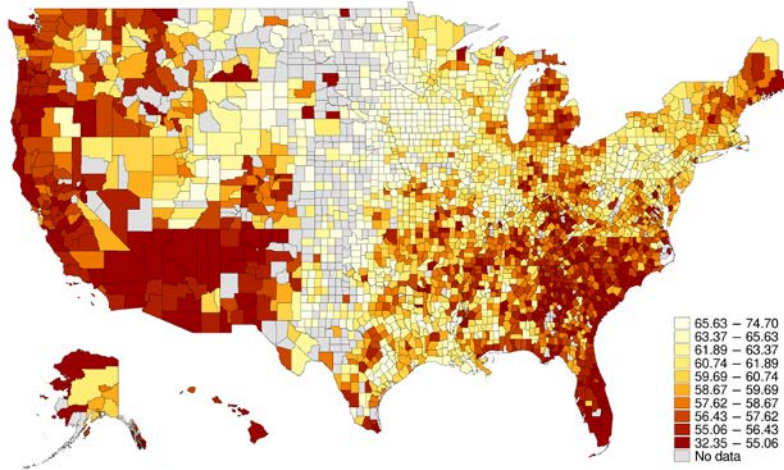 65.63 – 74.70
63.37 – 65.63
61.89 – 63.37
60.74 – 61.89
59.69 – 60.74
58.67 – 59.69
57.62 – 58.67
56.43 – 57.62
55.06 – 56.43
32.35 – 55.06
No data